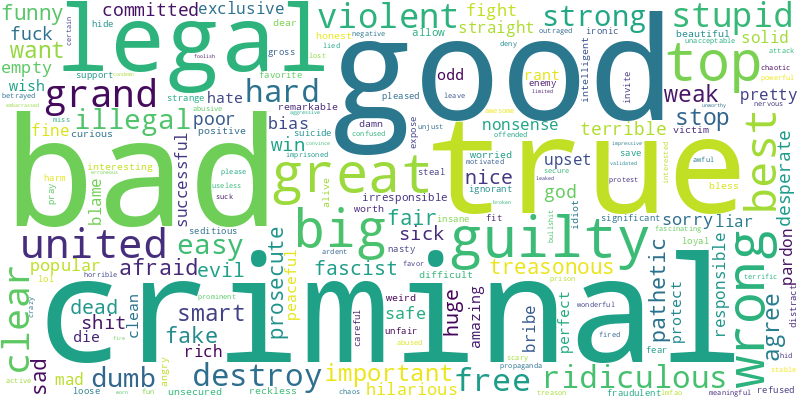 funny
committed
exclusive
legal
violent
fight
strong
stupid
fuck
hide
dear
honest
allow
straight
certain
want
empty
support
gross
lied
negative
deny
outraged
ironic
beautiful
unacceptable
solid
attack
good
top
foolish
lost
wish
favorite
odd
rant
intelligent
chaotic
powerful
betrayed
grand
strange
hate
hard
pleased
leave
enemy
limited
invite
weak
pretty
embarrassed
miss
abusive
remarkable
awesome
unworthy
nervous
fine
illegal
poor
bias
suicide
damn
confused
expose
unjust
nonsense
offended
terrible
stop
victim
curious
positive
aggressive
imprisoned
convince
bad
true
interesting
please
win
worried
motivated
impressive
save
interested
awful
harm
useless
great
steal
nice
upset
secure
validated
pray
blame
successful
suck
alive
irresponsible
ignorant
god
leaked
protest
bless
best
desperate
erroneous
seditious
worth
fit
idiot
broken
united
easy
big
fair
insane
guilty
bullshit
significant
sorry
liar
fascinating
loyal
sick
nasty
clear
popular
afraid
evil
prosecute
peaceful
fascist
ardent
favor
difficult
treasonous
responsible
wrong
pardon
lol
horrible
prominent
prison
terrific
agree
distract
criminal
crazy
dead
clean
smart
careful
weird
safe
huge
amazing
bribe
perfect
wonderful
pathetic
protect
shit
fire
fake
unfair
fired
die
rich
abused
scary
fear
hid
sad
mad
dumb
angry
destroy
important
propaganda
free
ridiculous
stable
active
loose
fun
unsecured
reckless
chaos
hilarious
treason
fraudulent
lmfao
meaningful
refused